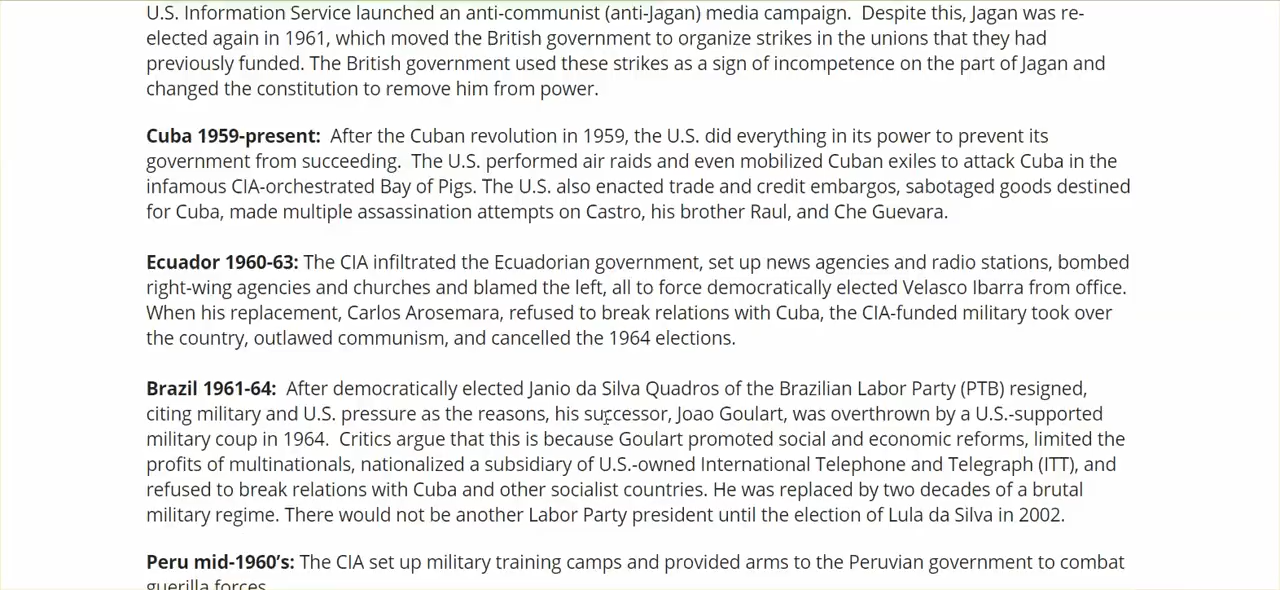 U.S. Information Service launched an anti-communist (anti-Jagan) media campaign.  Despite this, Jagan was re-
elected again in 1961, which moved the British government to organize strikes in the unions that they had
previously funded. The British government used these strikes as a sign of incompetence on the part of Jagan and
changed the constitution to remove him from power.
Cuba 1959-present:  After the Cuban revolution in 1959, the U.S. did everything in its power to prevent its
government from succeeding.  The U.S. performed air raids and even mobilized Cuban exiles to attack Cuba in the
infamous CIA-orchestrated Bay of Pigs. The U.S. also enacted trade and credit embargos, sabotaged goods destined
for Cuba, made multiple assassination attempts on Castro, his brother Raul, and Che Guevara.
Ecuador 1960-63: The CIA infiltrated the Ecuadorian government, set up news agencies and radio stations, bombed
right-wing agencies and churches and blamed the left, all to force democratically elected Velasco Ibarra from office.
When his replacement, Carlos Arosemara, refused to break relations with Cuba, the CIA-funded military took over
the country, outlawed communism, and cancelled the 1964 elections.
Brazil 1961-64:  After democratically elected Janio da Silva Quadros of the Brazilian Labor Party (PTB) resigned,
citing military and U.S. pressure as the reasons, his successor, Joao Goulart, was overthrown by a U.S.-supported
military coup in 1964.  Critics argue that this is because Goulart promoted social and economic reforms, limited the
profits of multinationals, nationalized a subsidiary of U.S.-owned International Telephone and Telegraph (ITT), and
refused to break relations with Cuba and other socialist countries. He was replaced by two decades of a brutal
military regime. There would not be another Labor Party president until the election of Lula da Silva in 2002.
Peru mid-1960’s: The CIA set up military training camps and provided arms to the Peruvian government to combat
guerilla forces.